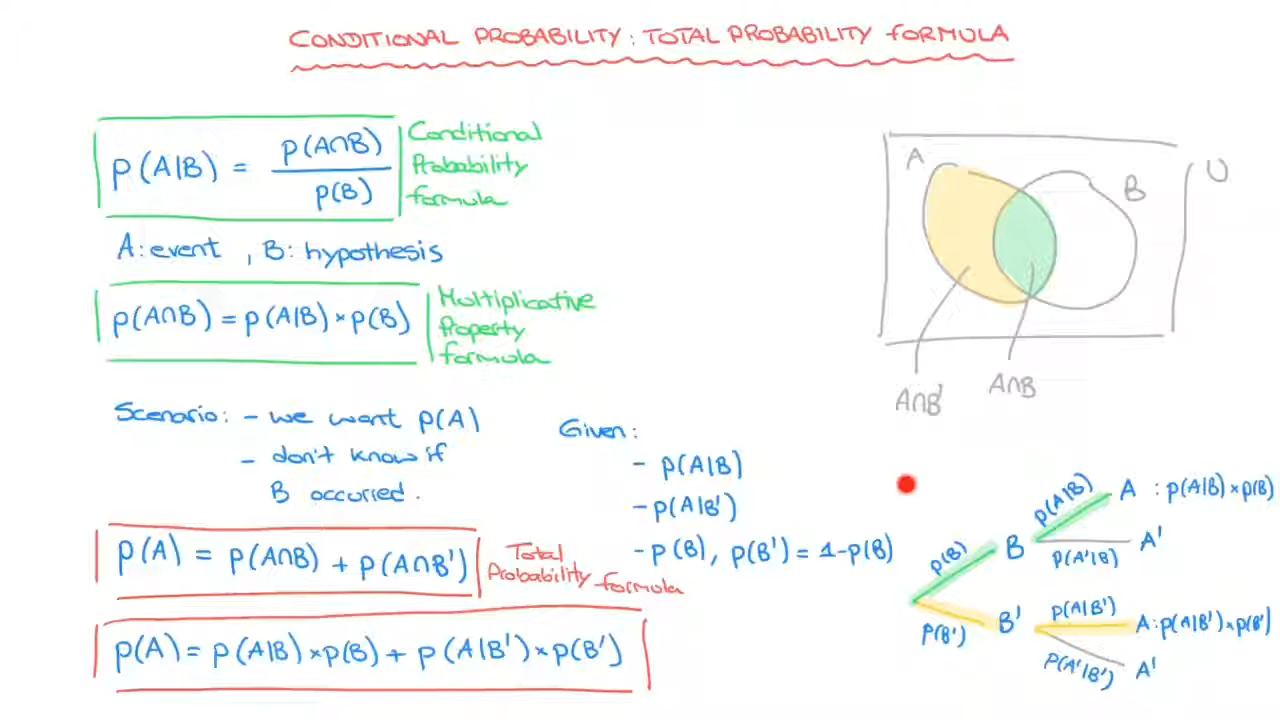 CONDITIONAL PROBABILITY: TOTAL PROBABILITY FORMULA
p(A|B) = p(A∩B) / p(B)
Conditional
Probability
formula
A: event , B: hypothesis
p(A∩B) = p(A|B) × p(B)
Multiplicative
Property
formula
Scenario: - we want p(A)
- don't know if
B occurred.
Given:
- p(A|B)
- p(A|B')
- p(B), p(B') = 1-p(B)
p(A) = p(A∩B) + p(A∩B')
Total
Probability formula
p(A) = p(A|B) × p(B) + p(A|B') × p(B')
A
B
U
A∩B'
A∩B
p(B)
B
p(A|B)
A : p(A|B) × p(B)
p(A'|B)
A'
p(B')
B'
p(A|B')
A: p(A|B') × p(B')
p(A'|B')
A'